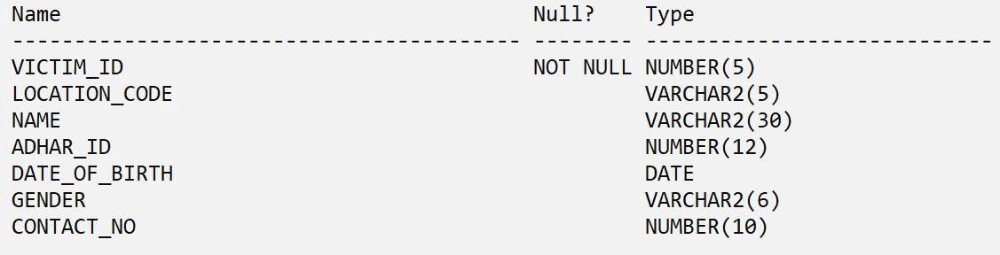 Name Null? Type
----------------------------------------- -------- ----------------------------
VICTIM_ID NOT NULL NUMBER(5)
LOCATION_CODE VARCHAR2(5)
NAME VARCHAR2(30)
ADHAR_ID NUMBER(12)
DATE_OF_BIRTH DATE
GENDER VARCHAR2(6)
CONTACT_NO NUMBER(10)